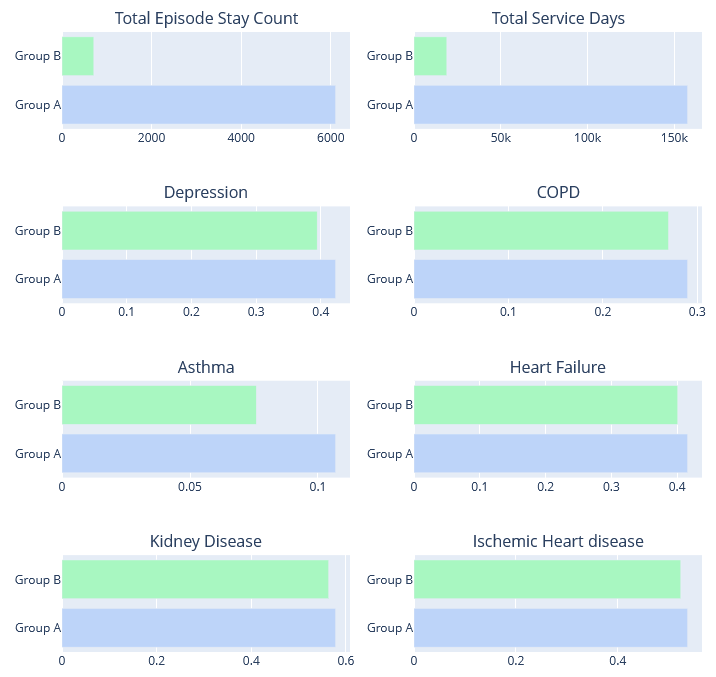 Total Episode Stay Count
Group B
Group A
0 2000 4000 6000
Total Service Days
Group B
Group A
0 50k 100k 150k
Depression
Group B
Group A
0 0.1 0.2 0.3 0.4
COPD
Group B
Group A
0 0.1 0.2 0.3
Asthma
Group B
Group A
0 0.05 0.1
Heart Failure
Group B
Group A
0 0.1 0.2 0.3 0.4
Kidney Disease
Group B
Group A
0 0.2 0.4 0.6
Ischemic Heart disease
Group B
Group A
0 0.2 0.4